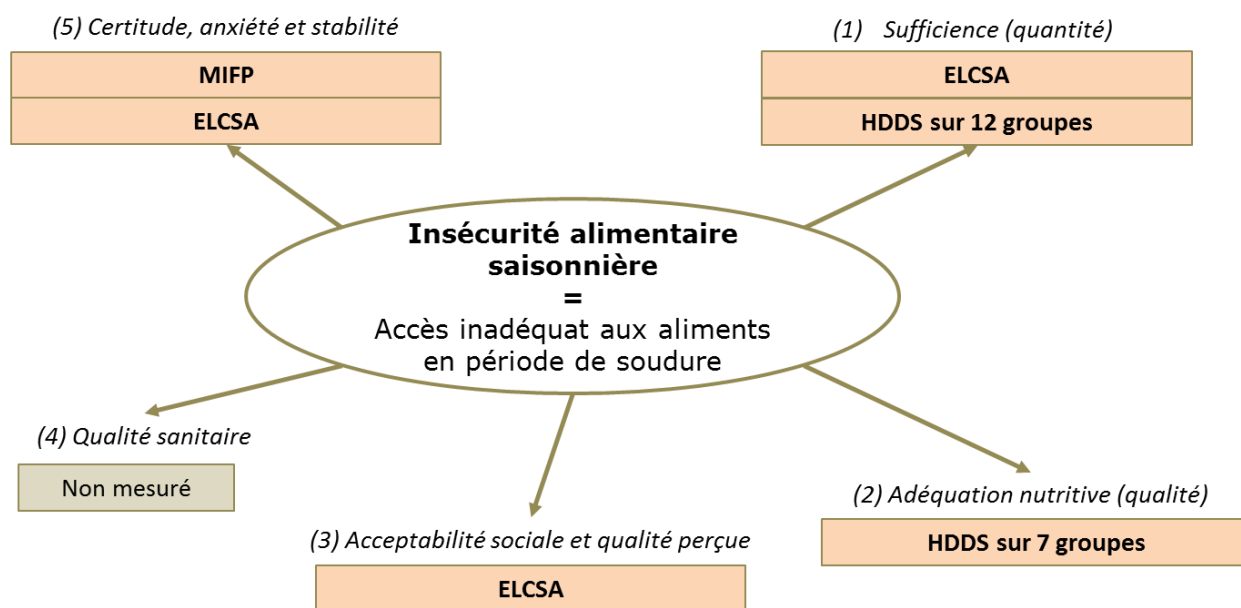 (5) Certitude, anxiété et stabilité
MIFP
ELCSA
(1) Sufficience (quantité)
ELCSA
HDDS sur 12 groupes
Insécurité alimentaire
saisonnière
=
Accès inadéquat aux aliments
en période de soudure
(4) Qualité sanitaire
Non mesuré
(3) Acceptabilité sociale et qualité perçue
ELCSA
(2) Adéquation nutritive (qualité)
HDDS sur 7 groupes